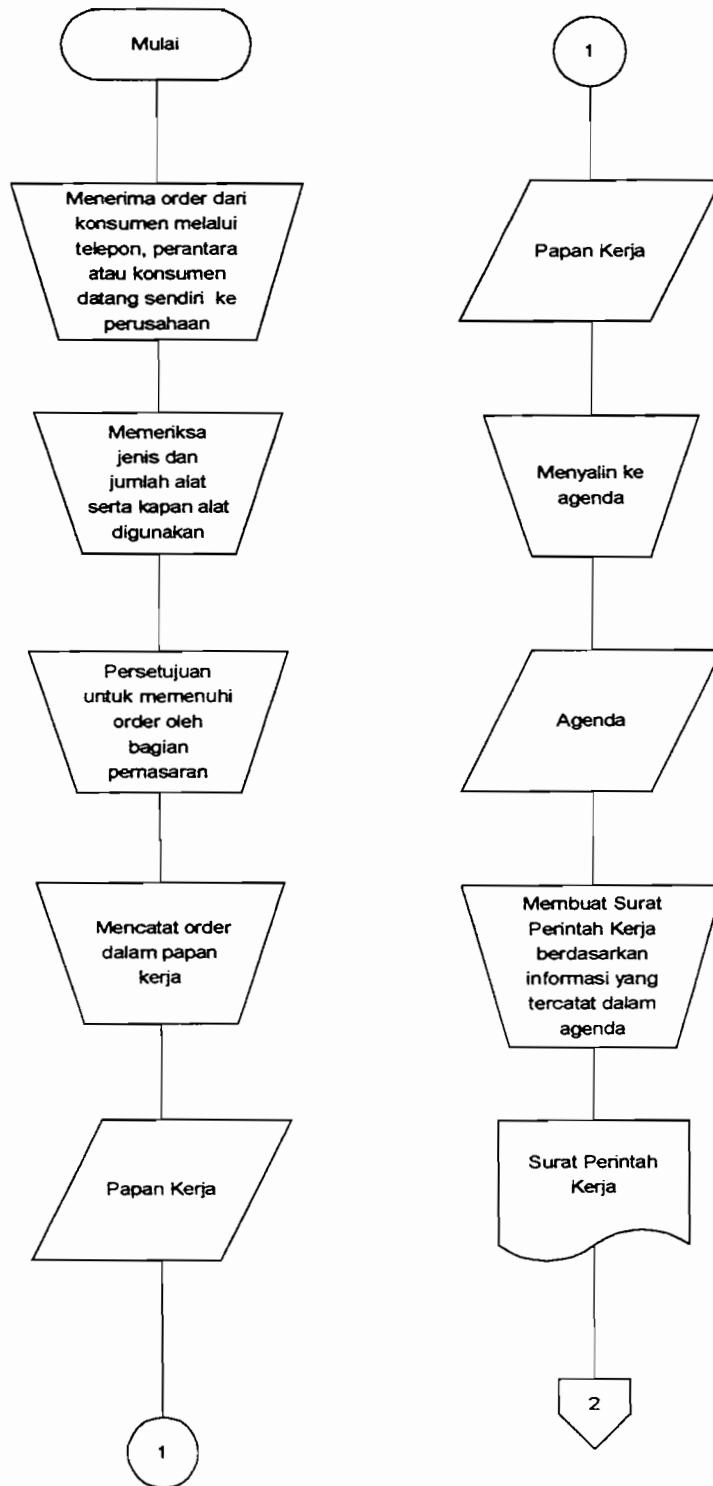 Mulai
Menerima order dari
konsumen melalui
telepon, perantara
atau konsumen
datang sendiri ke
perusahaan
Memeriksa
jenis dan
jumlah alat
serta kapan alat
digunakan
Persetujuan
untuk memenuhi
order oleh
bagian
pemasaran
Mencatat order
dalam papan
kerja
Papan Kerja
1
1
Papan Kerja
Menyalin ke
agenda
Agenda
Membuat Surat
Perintah Kerja
berdasarkan
informasi yang
tercatat dalam
agenda
Surat Perintah
Kerja
2